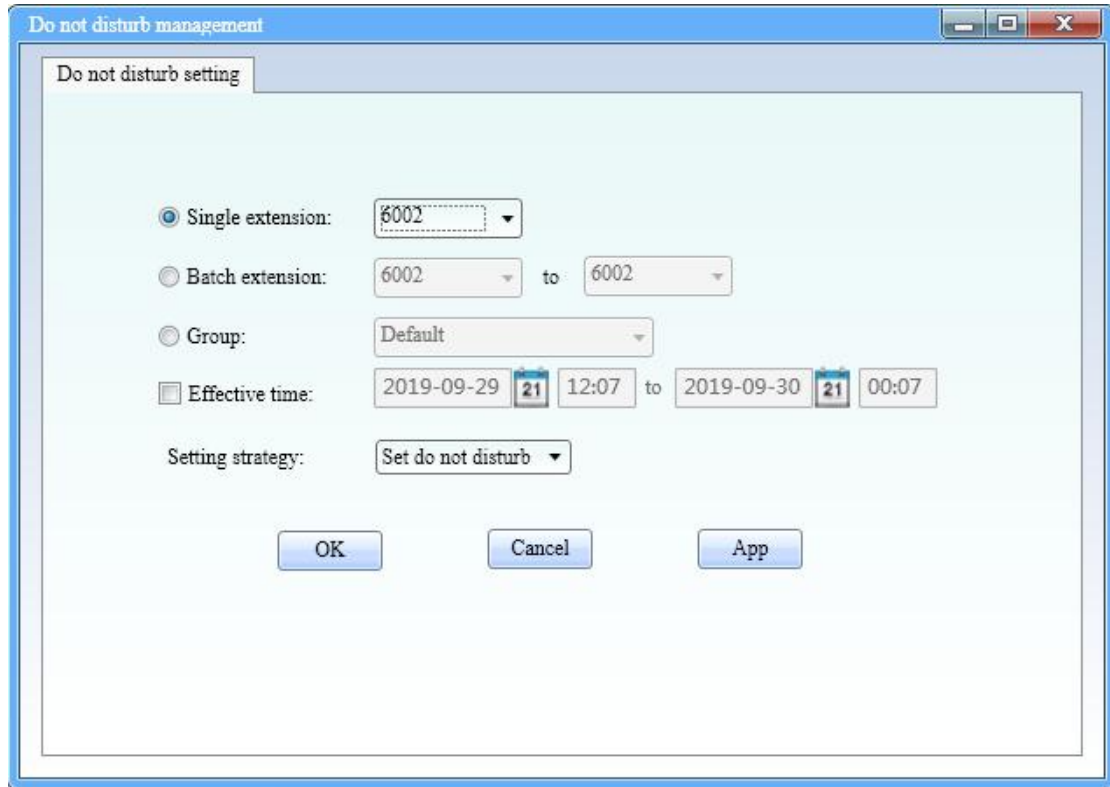 Do not disturb management
Do not disturb setting
Single extension: 6002
Batch extension: 6002 to 6002
Group: Default
Effective time: 2019-09-29 21 12:07 to 2019-09-30 21 00:07
Setting strategy: Set do not disturb
OK Cancel App